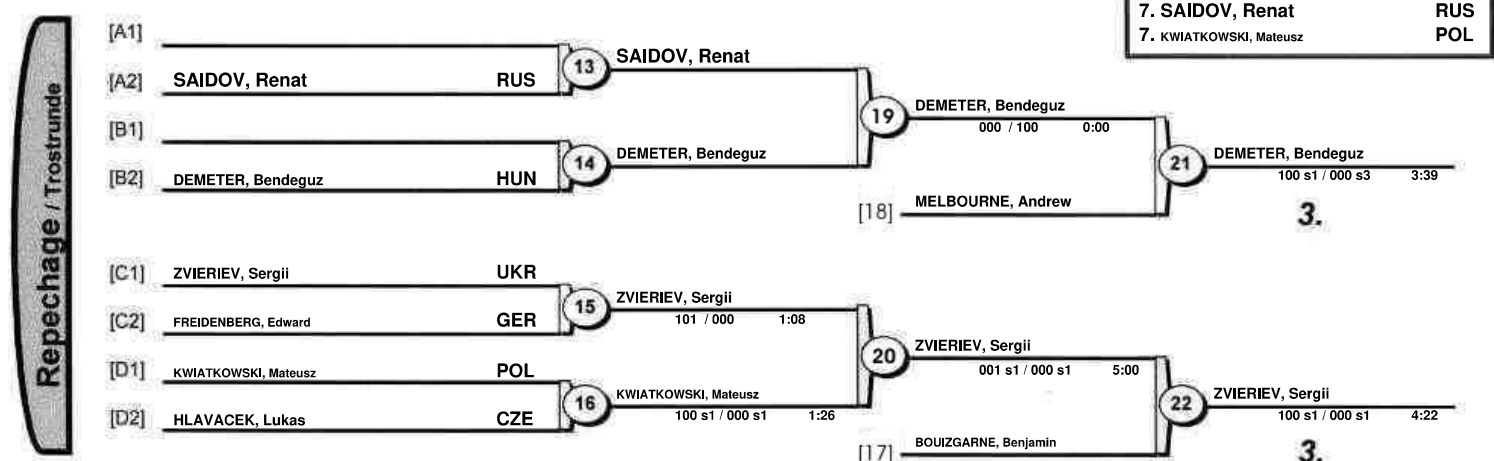 7. SAIDOV, Renat RUS
7. KWIATKOWSKI, Mateusz POL
Repechage / Trostrunde
[A1]
[A2] SAIDOV, Renat RUS
13 SAIDOV, Renat
[B1]
[B2] DEMETER, Bendeguz HUN
14 DEMETER, Bendeguz
19 DEMETER, Bendeguz
000 / 100 0:00
[18] MELBOURNE, Andrew
21 DEMETER, Bendeguz
100 s1 / 000 s3 3:39
3.
[C1] ZVIERIEV, Sergii UKR
[C2] FREIDENBERG, Edward GER
15 ZVIERIEV, Sergii
101 / 000 1:08
[D1] KWIATKOWSKI, Mateusz POL
[D2] HLAVACEK, Lukas CZE
16 KWIATKOWSKI, Mateusz
100 s1 / 000 s1 1:26
20 ZVIERIEV, Sergii
001 s1 / 000 s1 5:00
[17] BOUIZGARNE, Benjamin
22 ZVIERIEV, Sergii
100 s1 / 000 s1 4:22
3.